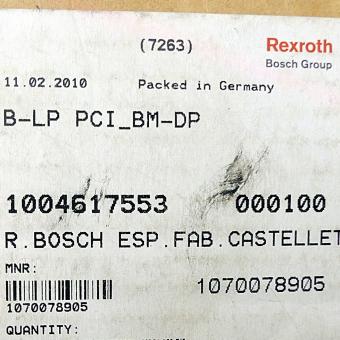 (7263)
Rexroth
Bosch Group
11.02.2010 Packed in Germany
B-LP PCI_BM-DP
1004617553 000100
R.BOSCH ESP.FAB.CASTELLET
MNR:
1070078905
1070078905
QUANTITY: